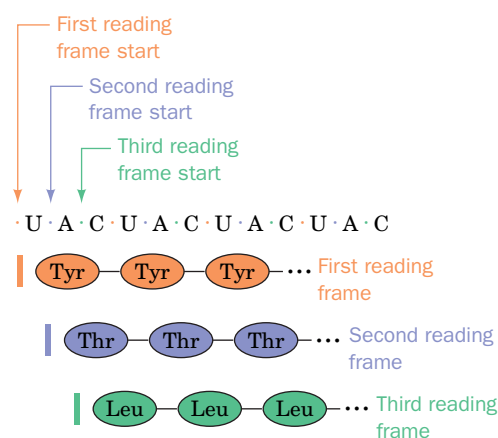 First reading
frame start
Second reading
frame start
Third reading
frame start
· U · A · C · U · A · C · U · A · C · U · A · C
Tyr Tyr Tyr ••• First reading
frame
Thr Thr Thr ••• Second reading
frame
Leu Leu Leu ••• Third reading
frame